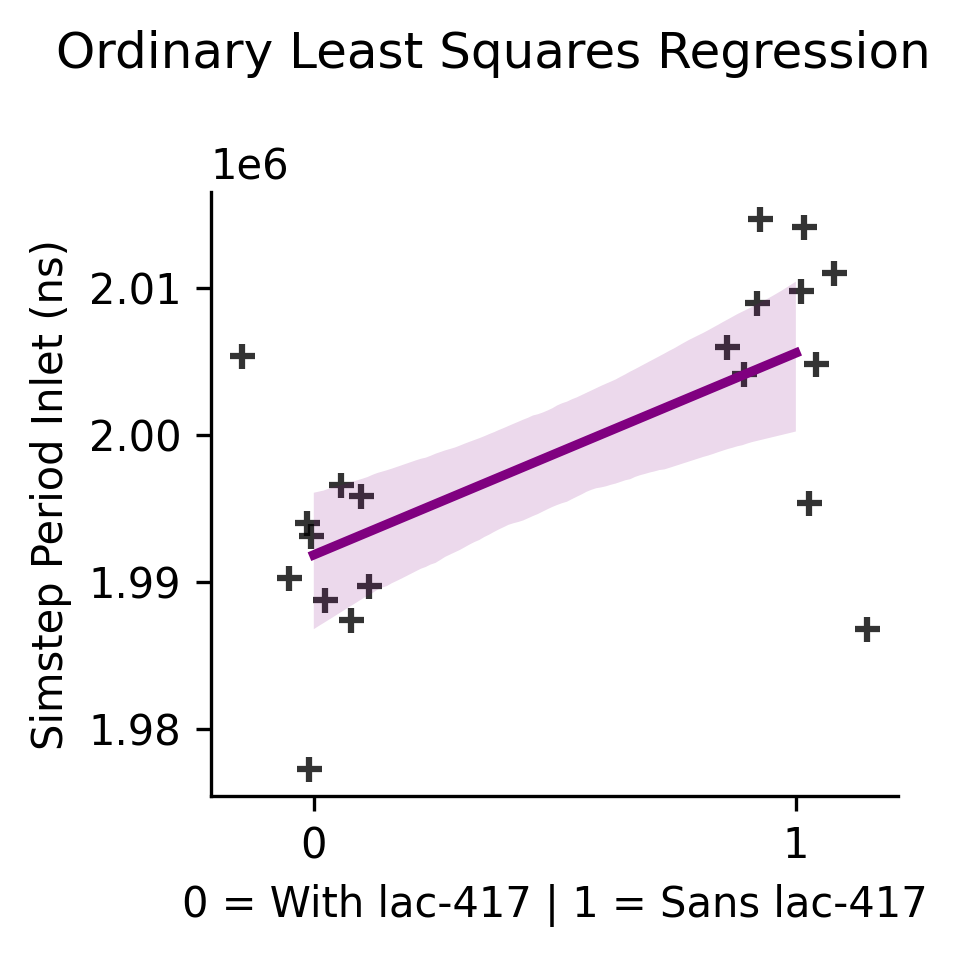 Ordinary Least Squares Regression
1e6
2.01
2.00
1.99
1.98
Simstep Period Inlet (ns)
0 1
0 = With lac-417 | 1 = Sans lac-417